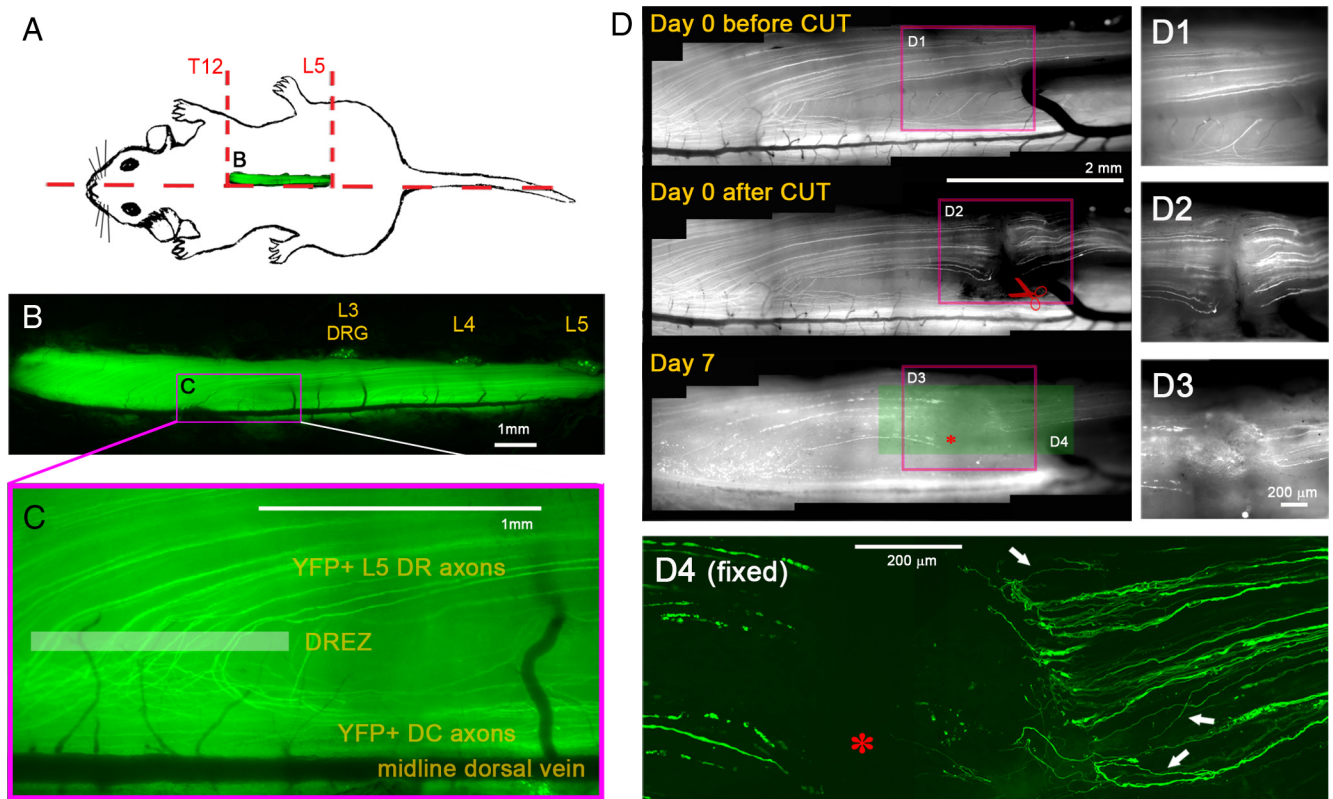 A
T12
L5
B
B
L3
DRG
L4
L5
C
1mm
C
1mm
YFP+ L5 DR axons
DREZ
YFP+ DC axons
midline dorsal vein
D
Day 0 before CUT
D1
D1
2 mm
Day 0 after CUT
D2
D2
Day 7
D3
*
D4
D3
200 μm
D4 (fixed)
200 μm
*